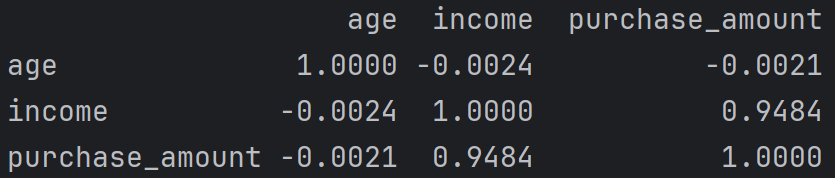 age income purchase_amount
age 1.0000 -0.0024 -0.0021
income -0.0024 1.0000 0.9484
purchase_amount -0.0021 0.9484 1.0000